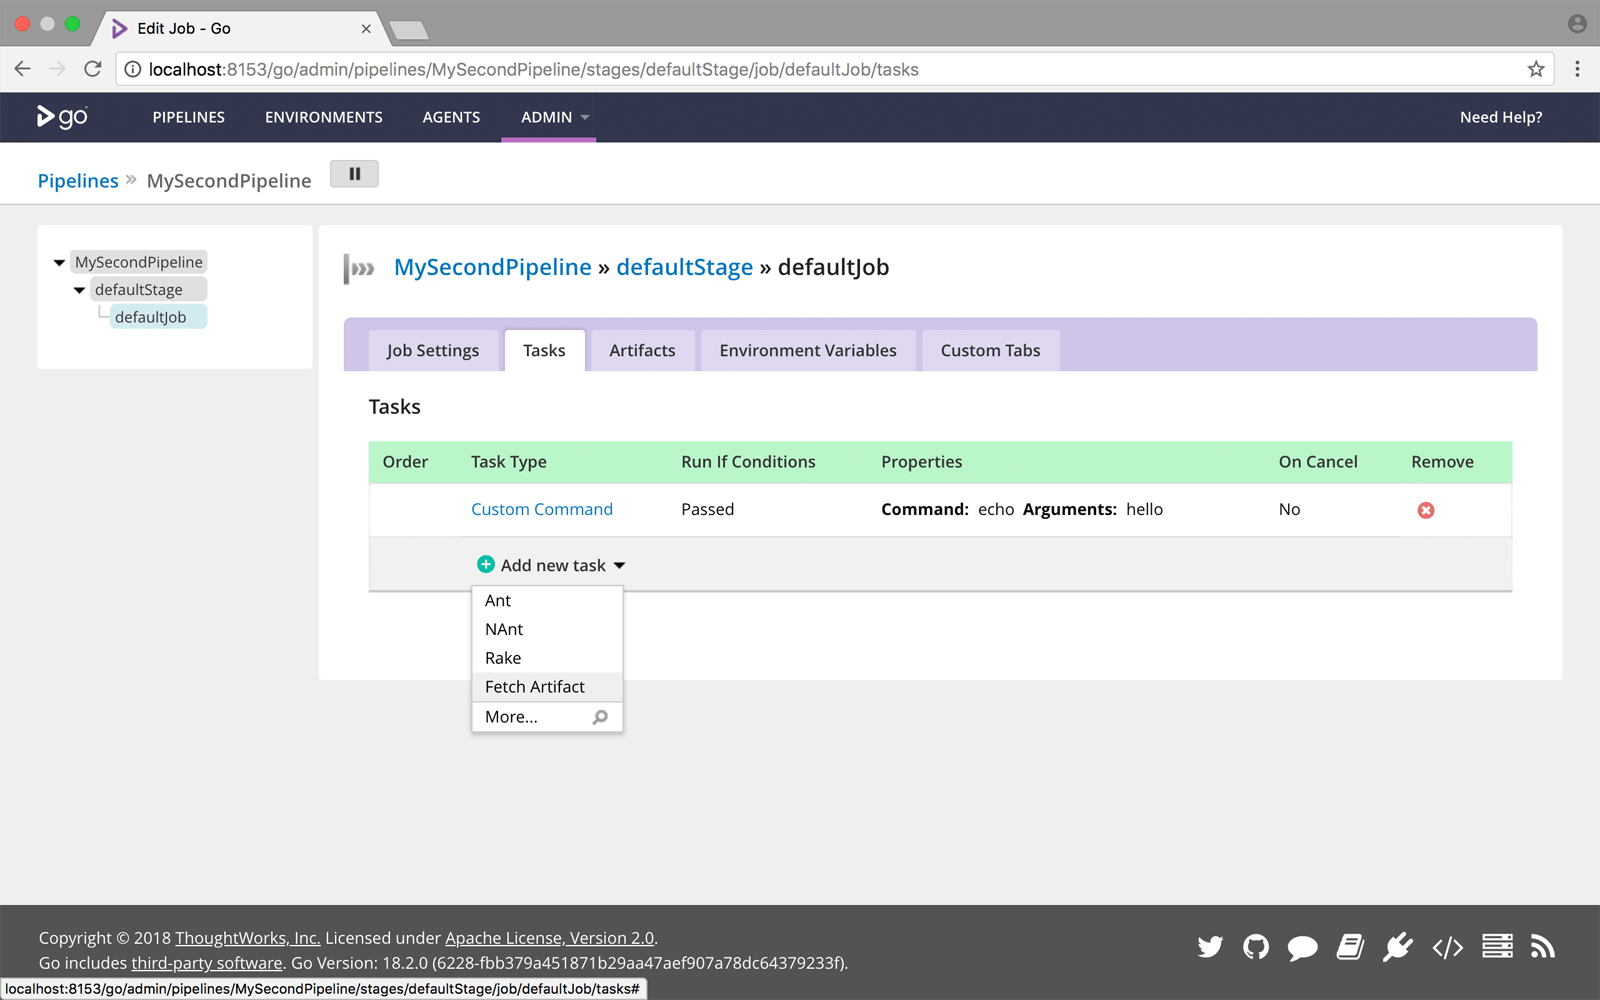 Edit Job - Go
localhost:8153/go/admin/pipelines/MySecondPipeline/stages/defaultStage/job/defaultJob/tasks
go PIPELINES ENVIRONMENTS AGENTS ADMIN Need Help?
Pipelines » MySecondPipeline
MySecondPipeline
defaultStage
defaultJob
MySecondPipeline » defaultStage » defaultJob
Job Settings Tasks Artifacts Environment Variables Custom Tabs
Tasks
Order Task Type Run If Conditions Properties On Cancel Remove
Custom Command Passed Command: echo Arguments: hello No
Add new task
Ant
NAnt
Rake
Fetch Artifact
More...
Copyright © 2018 ThoughtWorks, Inc. Licensed under Apache License, Version 2.0.
Go includes third-party software. Go Version: 18.2.0 (6228-fbb379a451871b29aa47aef907a78dc64379233f).
localhost:8153/go/admin/pipelines/MySecondPipeline/stages/defaultStage/job/defaultJob/tasks#